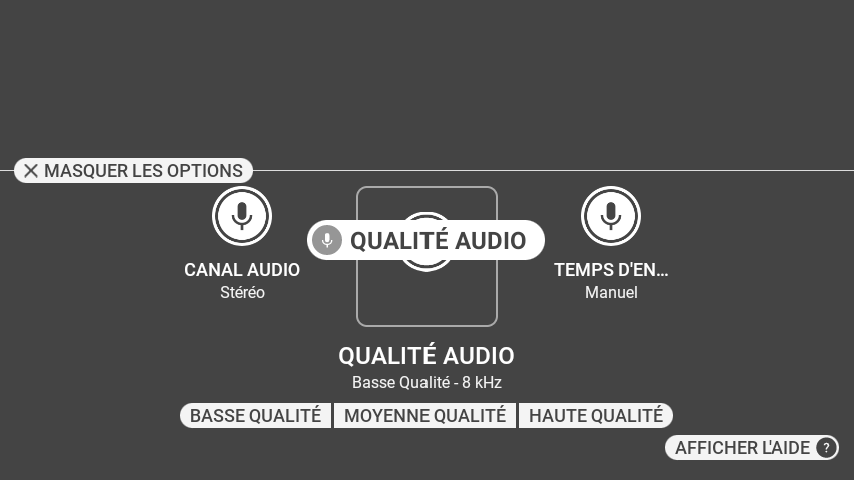 MASQUER LES OPTIONS
QUALITÉ AUDIO
CANAL AUDIO
Stéréo
TEMPS D'EN...
Manuel
QUALITÉ AUDIO
Basse Qualité - 8 kHz
BASSE QUALITÉ
MOYENNE QUALITÉ
HAUTE QUALITÉ
AFFICHER L'AIDE ?